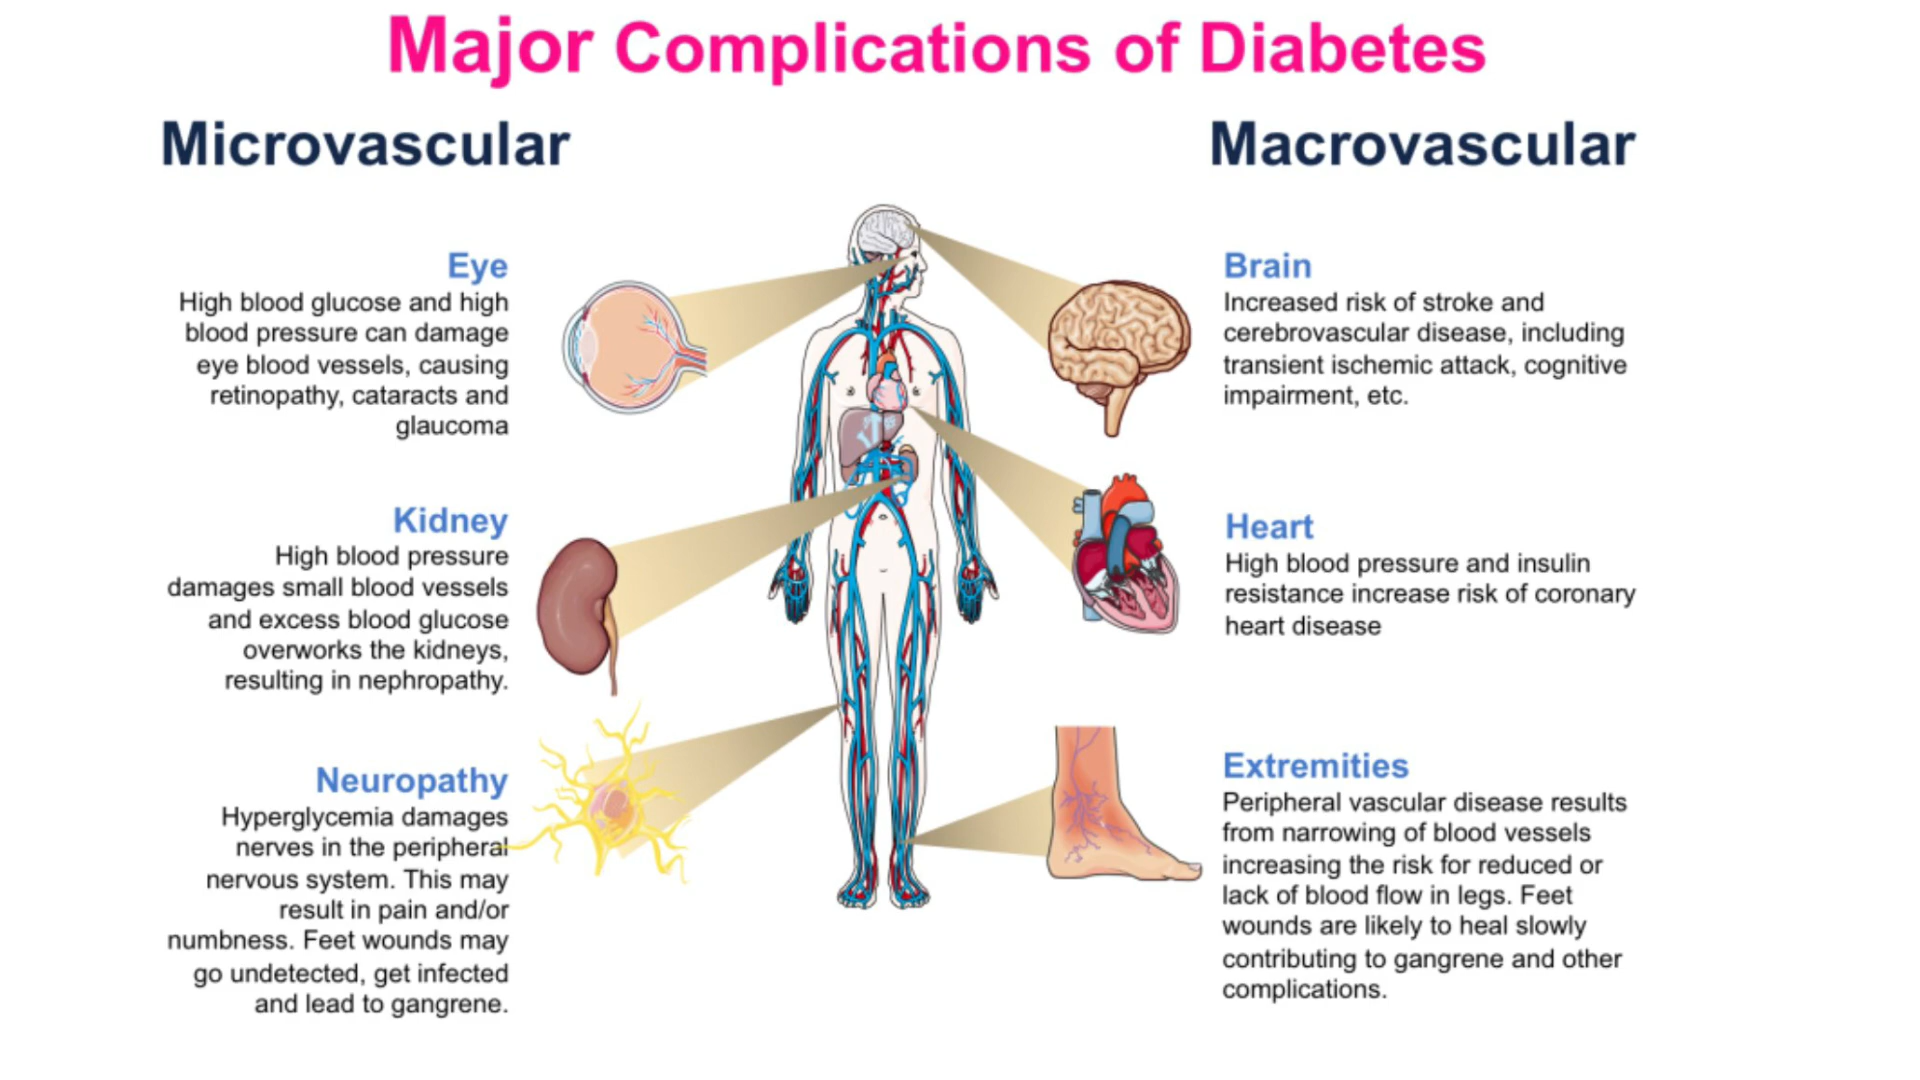 Major Complications of Diabetes
Microvascular
Eye
High blood glucose and high
blood pressure can damage
eye blood vessels, causing
retinopathy, cataracts and
glaucoma
Kidney
High blood pressure
damages small blood vessels
and excess blood glucose
overworks the kidneys,
resulting in nephropathy.
Neuropathy
Hyperglycemia damages
nerves in the peripheral
nervous system. This may
result in pain and/or
numbness. Feet wounds may
go undetected, get infected
and lead to gangrene.
Macrovascular
Brain
Increased risk of stroke and
cerebrovascular disease, including
transient ischemic attack, cognitive
impairment, etc.
Heart
High blood pressure and insulin
resistance increase risk of coronary
heart disease
Extremities
Peripheral vascular disease results
from narrowing of blood vessels
increasing the risk for reduced or
lack of blood flow in legs. Feet
wounds are likely to heal slowly
contributing to gangrene and other
complications.